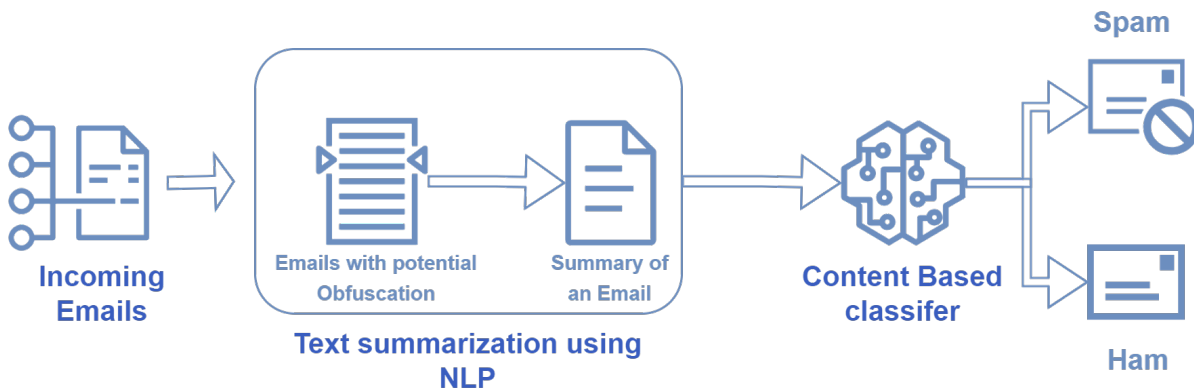 Spam
Incoming
Emails
Emails with potential
Obfuscation
Summary of
an Email
Text summarization using
NLP
Content Based
classifer
Ham